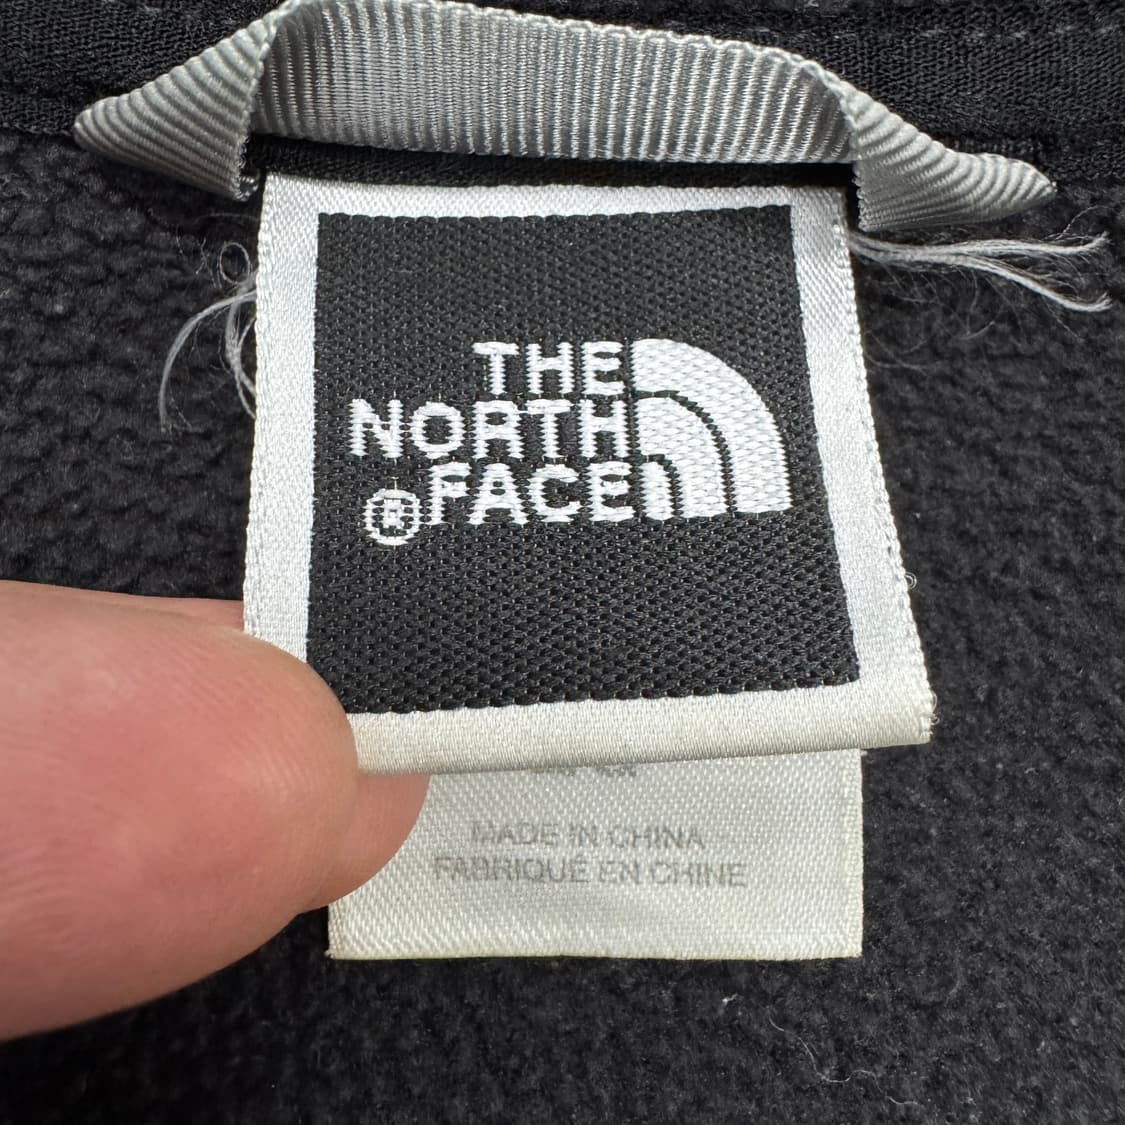 THE
NORTH
®FACE
MADE IN CHINA
FABRIQUÉ EN CHINE